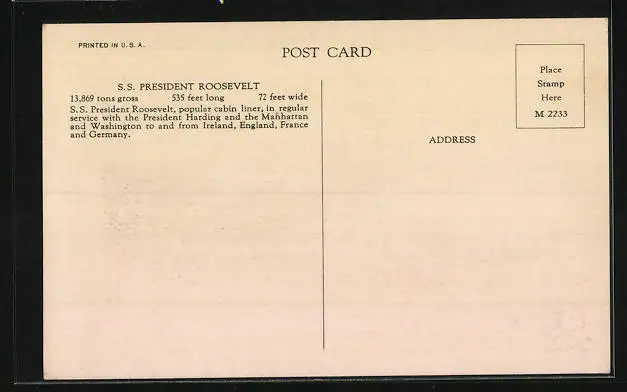 PRINTED IN U. S. A.
POST CARD
S. S. PRESIDENT ROOSEVELT
13,869 tons gross 535 feet long 72 feet wide
S. S. President Roosevelt, popular cabin liner, in regular
service with the President Harding and the Manhattan
and Washington to and from Ireland, England, France
and Germany.
Place
Stamp
Here
M 2233
ADDRESS